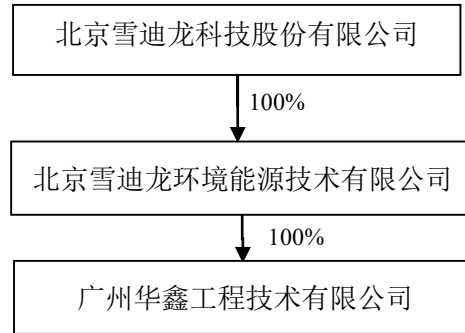 北京雪迪龙科技股份有限公司
100%
北京雪迪龙环境能源技术有限公司
100%
广州华鑫工程技术有限公司